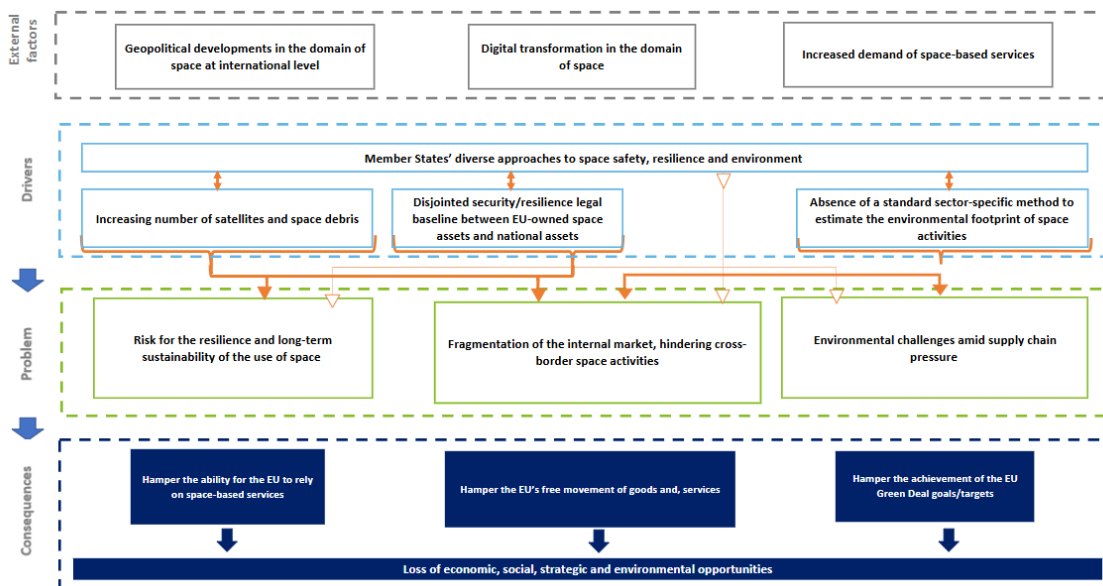 External
factors
Geopolitical developments in the domain of
space at international level
Digital transformation in the domain
of space
Increased demand of space-based services
Drivers
Member States' diverse approaches to space safety, resilience and environment
Increasing number of satellites and space debris
Disjointed security/resilience legal
baseline between EU-owned space
assets and national assets
Absence of a standard sector-specific method to
estimate the environmental footprint of space
activities
Problem
Risk for the resilience and long-term
sustainability of the use of space
Fragmentation of the internal market, hindering cross-
border space activities
Environmental challenges amid supply chain
pressure
Consequences
Hamper the ability for the EU to rely
on space-based services
Hamper the EU's free movement of goods and, services
Hamper the achievement of the EU
Green Deal goals/targets
Loss of economic, social, strategic and environmental opportunities